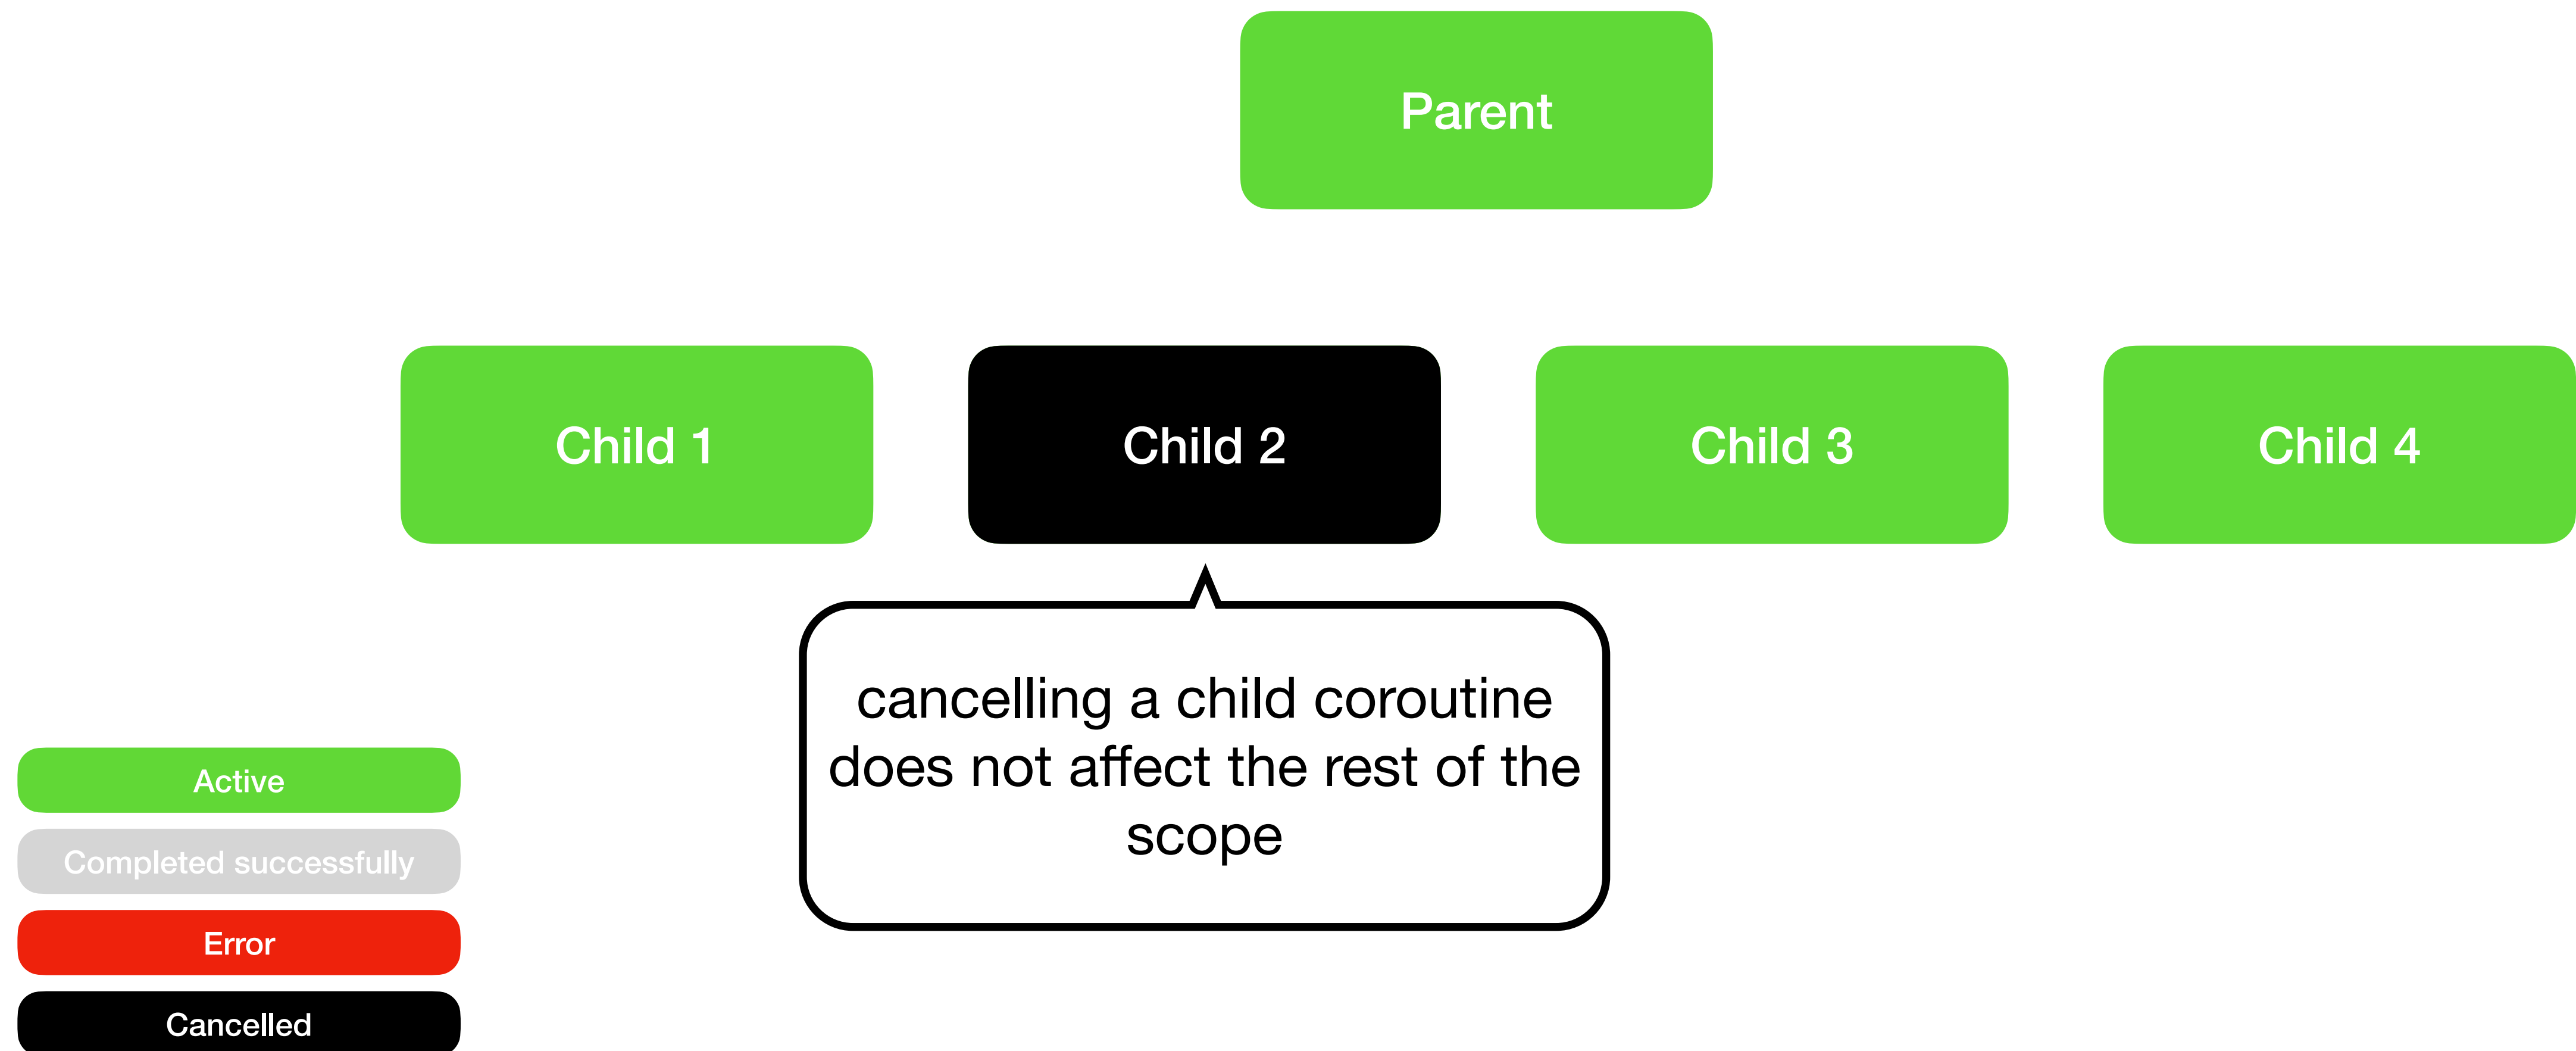 Parent
Child 1
Child 2
Child 3
Child 4
cancelling a child coroutine
does not affect the rest of the
scope
Active
Completed successfully
Error
Cancelled